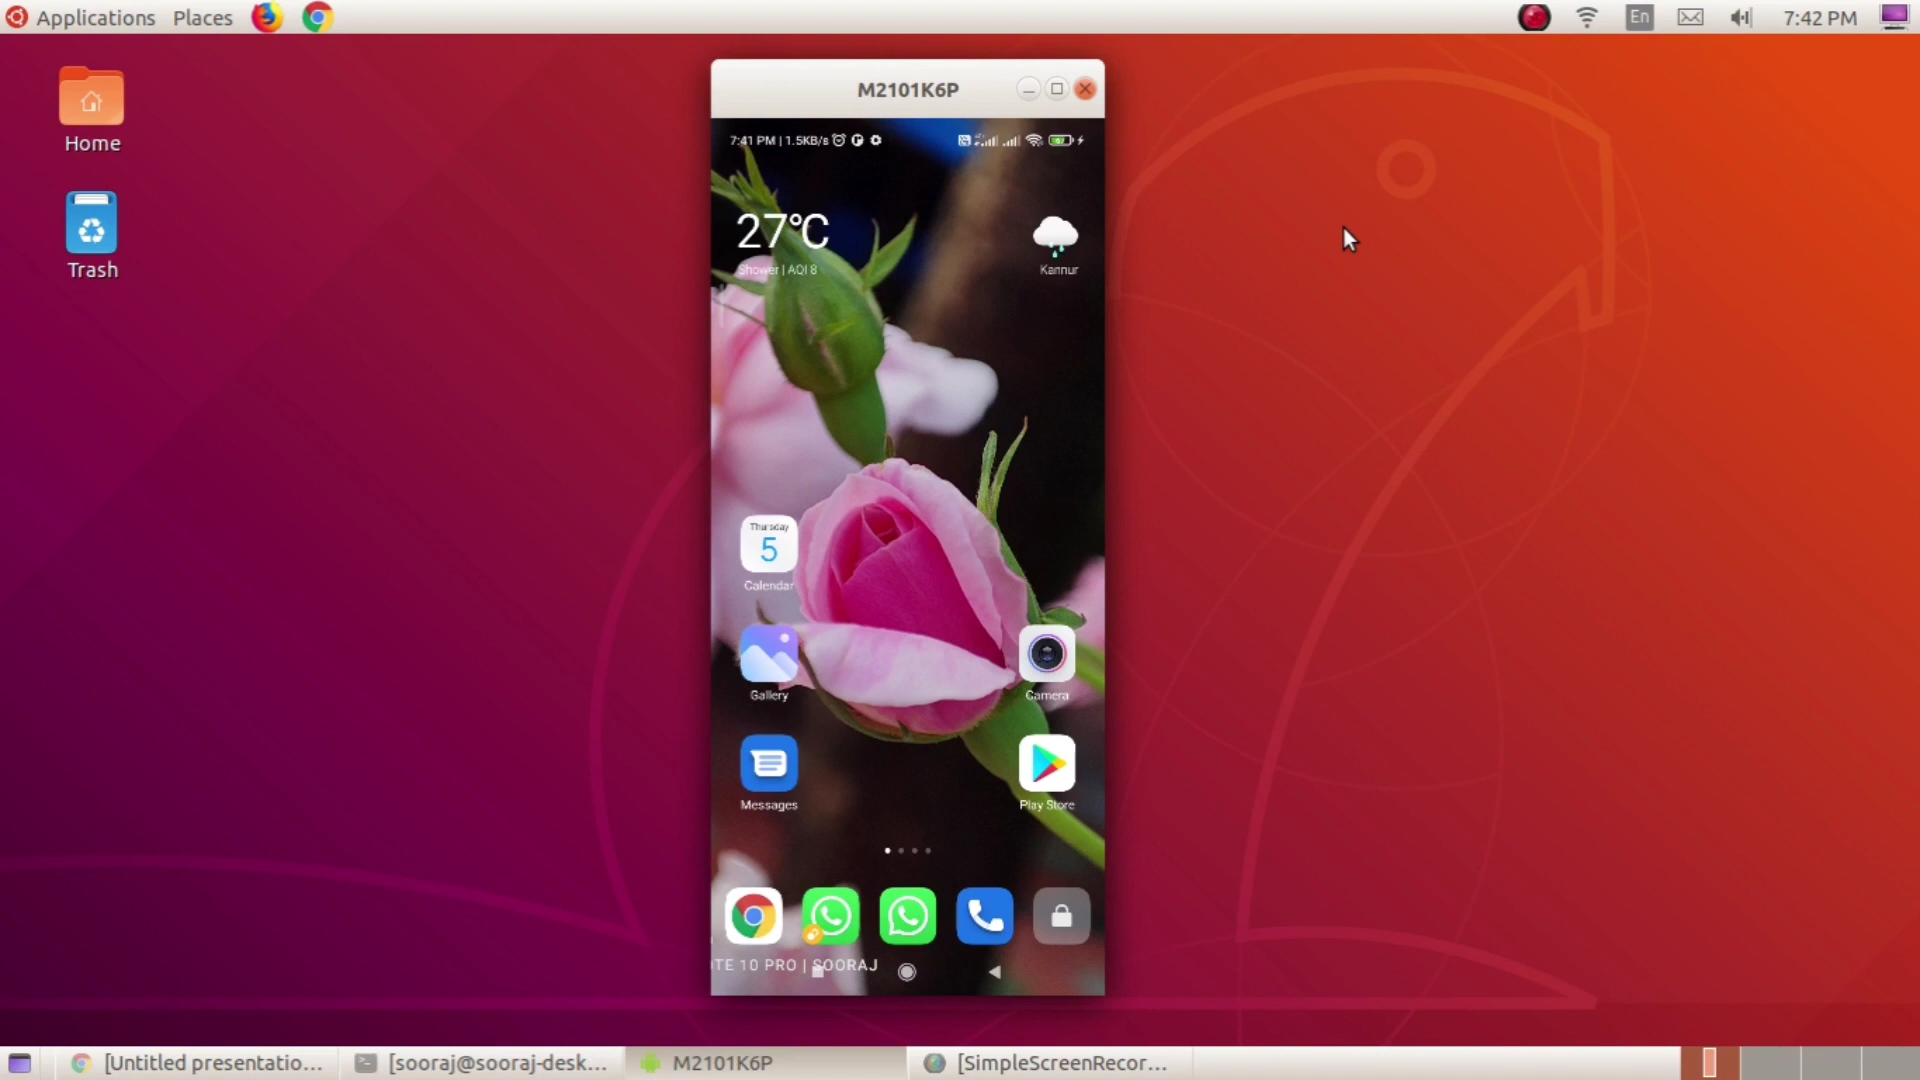 Applications Places
En
7:42 PM
Home
Trash
M2101K6P
7:41 PM | 1.5KB/s
27°C
Shower | AQI 8
Kannur
Thursday
5
Calendar
Gallery
Camera
Messages
Play Store
TE 10 PRO | SOORAJ
[Untitled presentatio...
[sooraj@sooraj-desk...
M2101K6P
[SimpleScreenRecor...